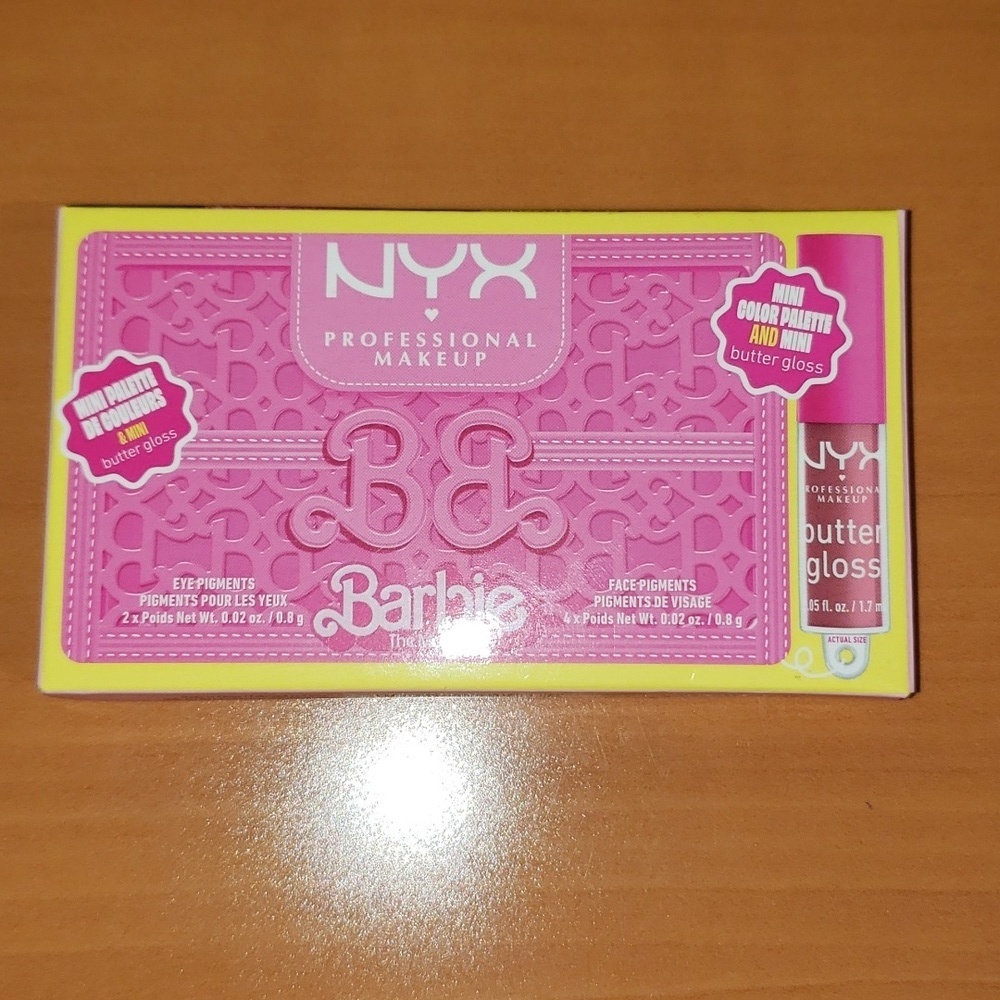 NYX
PROFESSIONAL
MAKEUP
MINI
COLOR PALETTE
AND MINI
butter gloss
MINI PALETTE
DE COULEURS
& MINI
butter gloss
BB
EYE PIGMENTS
PIGMENTS POUR LES YEUX
2 x Poids Net Wt. 0.02 oz. / 0.8 g
Barbie
The
FACE PIGMENTS
PIGMENTS DE VISAGE
4 x Poids Net Wt. 0.02 oz. / 0.8 g
NYX
ROFESSIONA
MAKEUP
butter
gloss
.05 fl. oz. / 1.7 m
ACTUAL SIZE